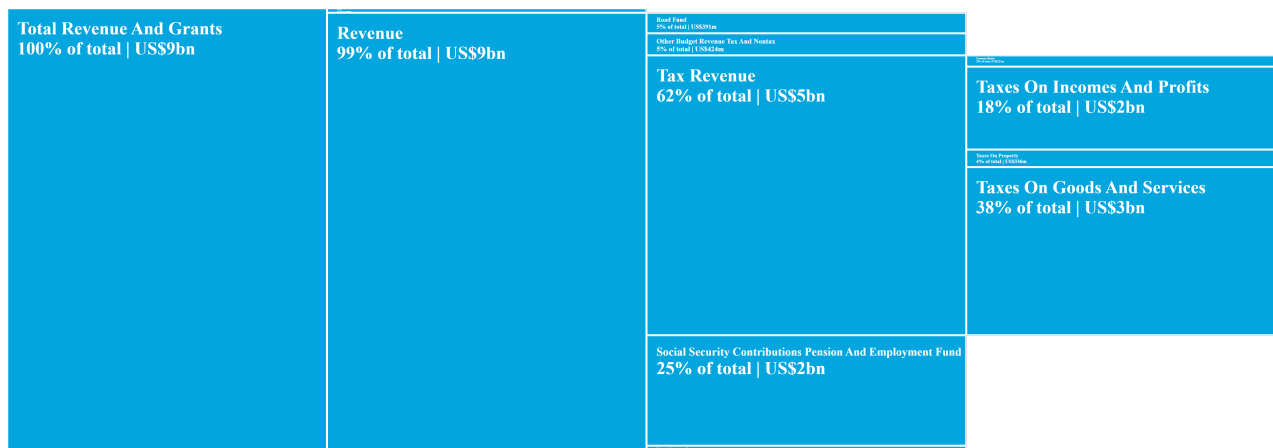 Total Revenue And Grants
100% of total | US$9bn
Revenue
99% of total | US$9bn
Road Fund
5% of total | US$391m
Other Budget Revenue Tax And Nontax
5% of total | US$424m
Tax Revenue
62% of total | US$5bn
Social Security Contributions Pension And Employment Fund
25% of total | US$2bn
Taxes On Incomes And Profits
18% of total | US$2bn
Taxes On Property
4% of total | US$336m
Taxes On Goods And Services
38% of total | US$3bn